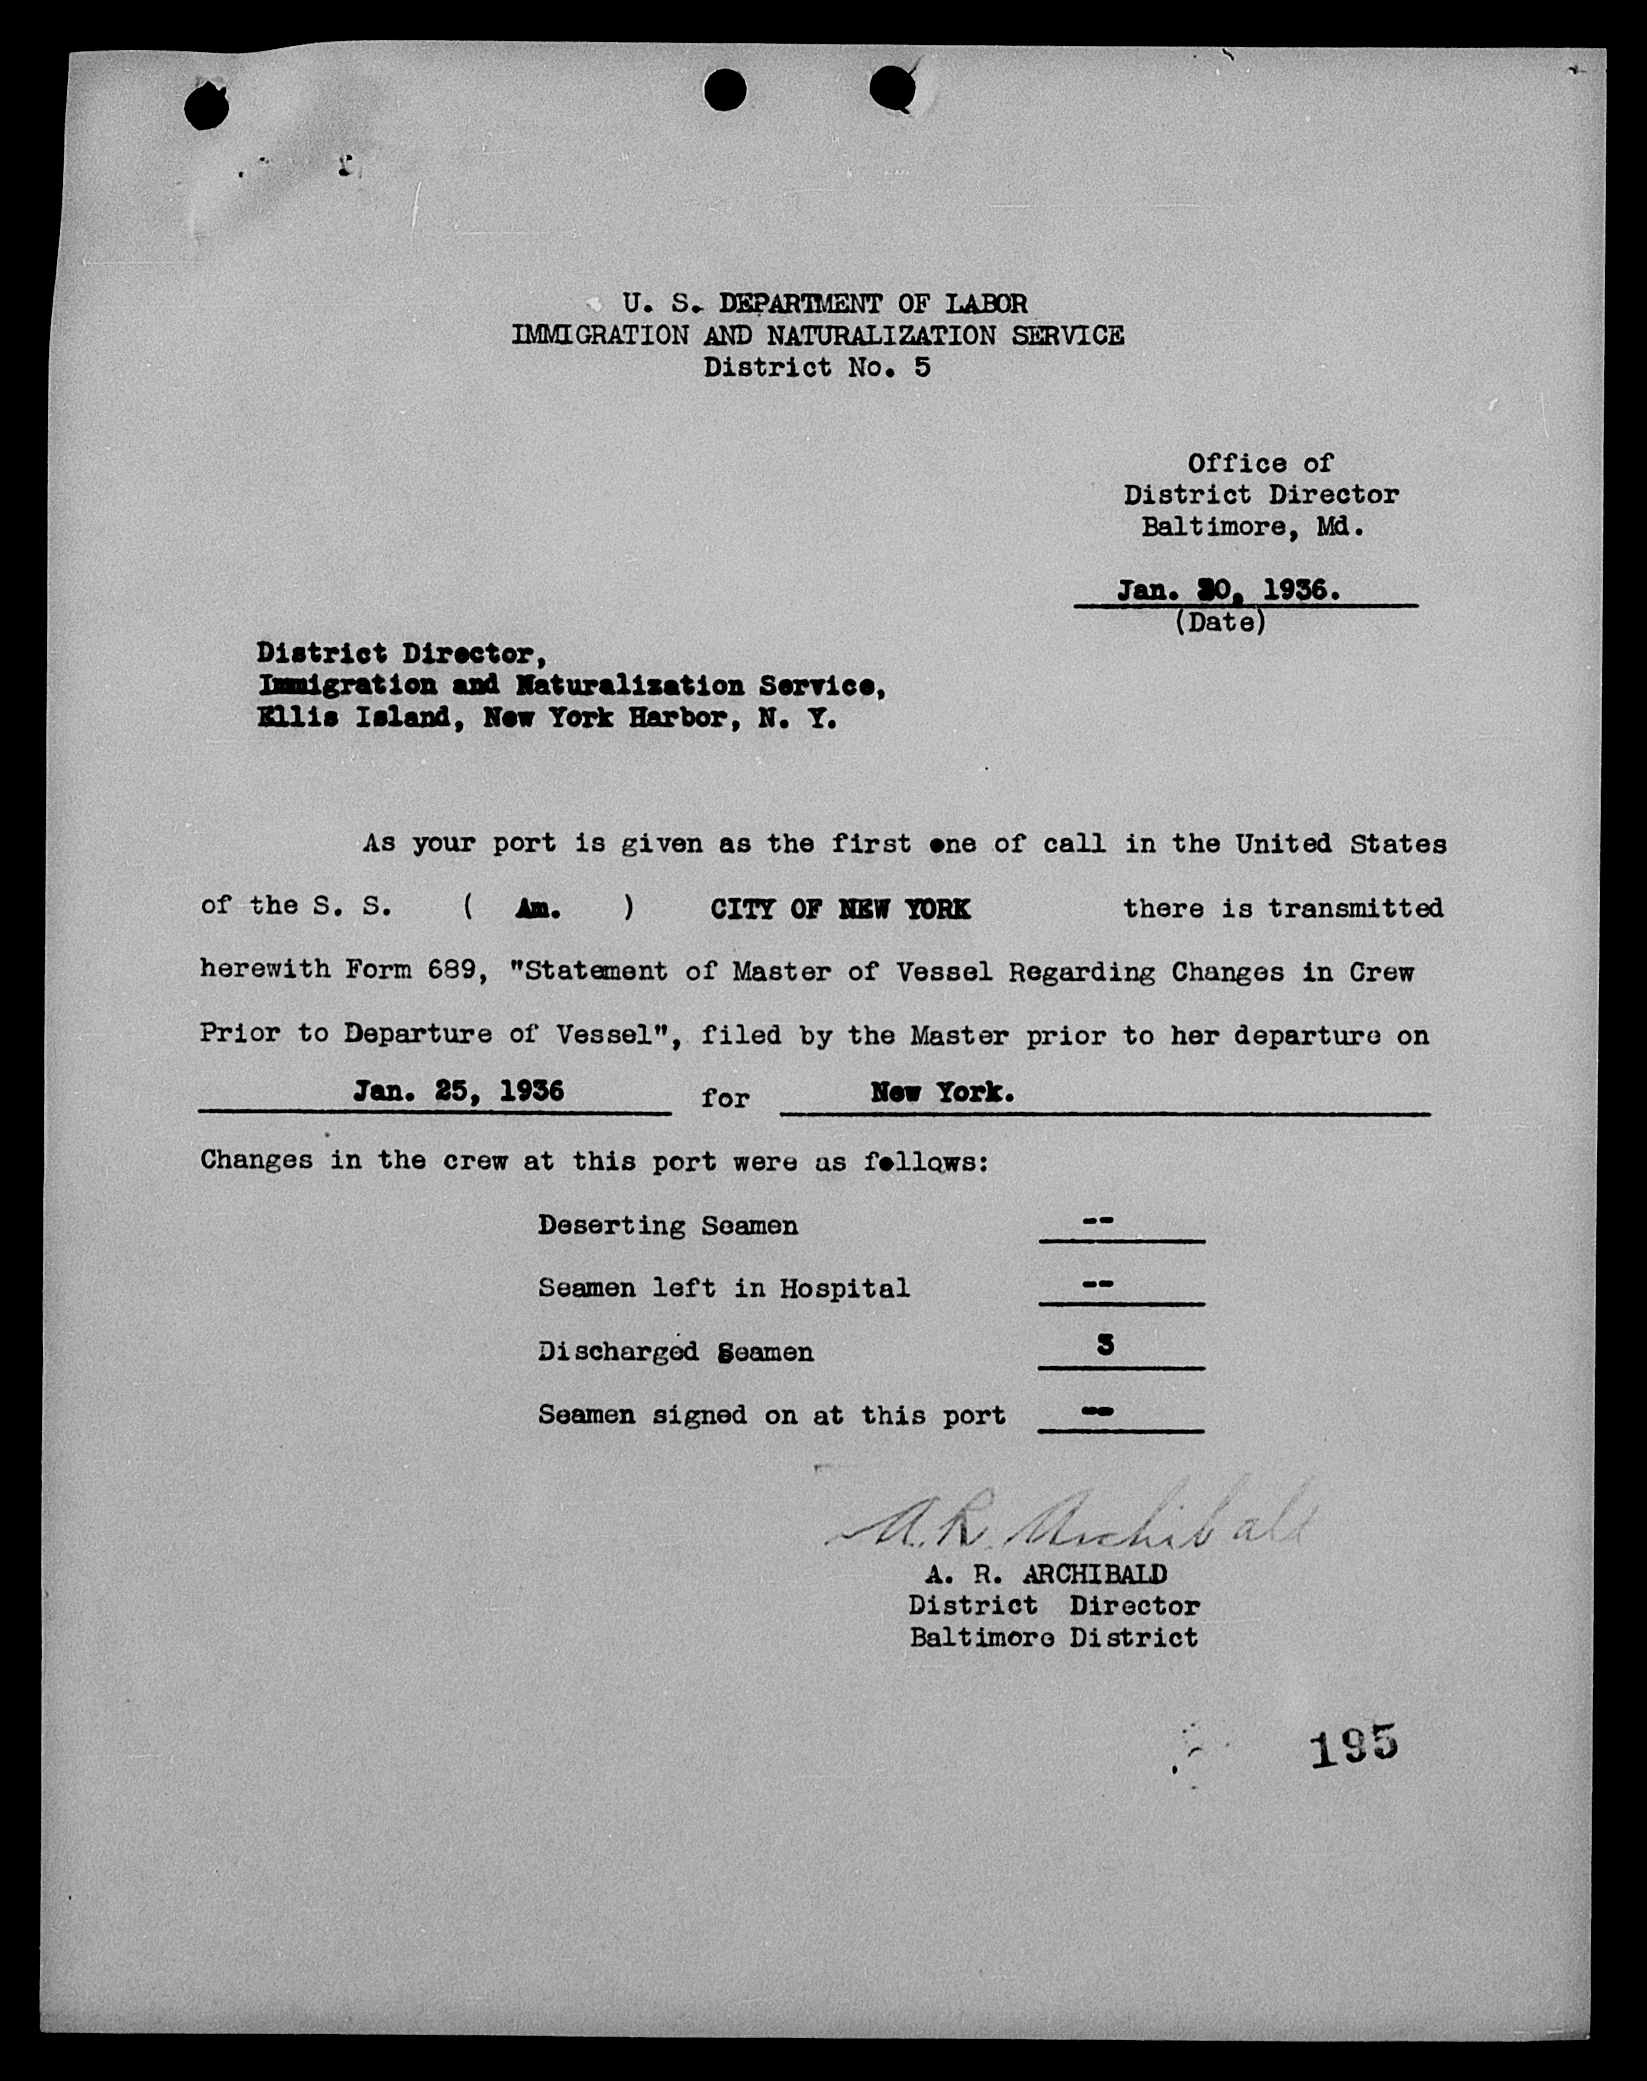 U. S. DEPARTMENT OF LABOR
IMMIGRATION AND NATURALIZATION SERVICE
District No. 5
Office of
District Director
Baltimore, Md.
Jan. 30, 1936.
(Date)
District Director,
Immigration and Naturalization Service,
Ellis Island, New York Harbor, N. Y.
As your port is given as the first one of call in the United States
of the S. S. ( Am. ) CITY OF NEW YORK there is transmitted
herewith Form 689, "Statement of Master of Vessel Regarding Changes in Crew
Prior to Departure of Vessel", filed by the Master prior to her departure on
Jan. 25, 1936 for New York.
Changes in the crew at this port were as follows:
Deserting Seamen --
Seamen left in Hospital --
Discharged Seamen 3
Seamen signed on at this port --
A. R. Archibald
A. R. ARCHIBALD
District Director
Baltimore District
195